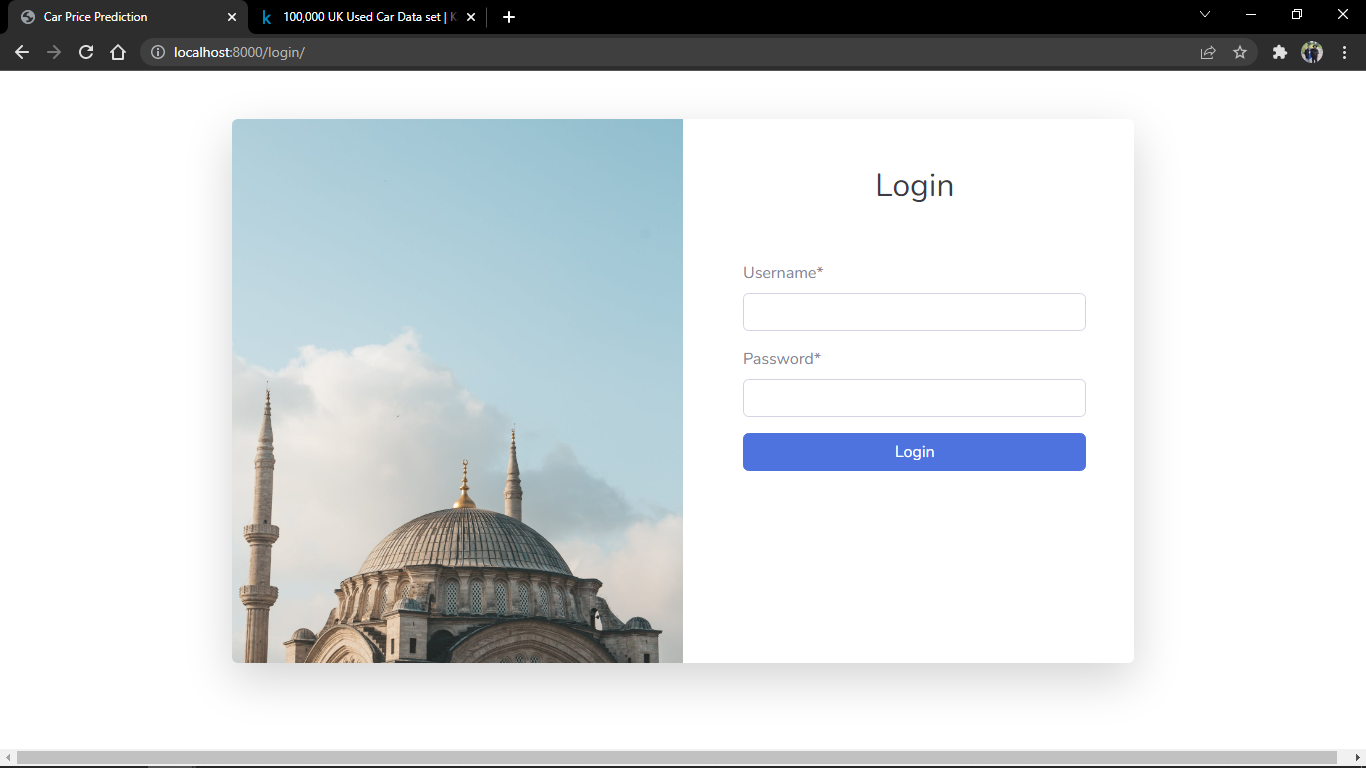 Car Price Prediction
100,000 UK Used Car Data set |
localhost:8000/login/
Login
Username*
Password*
Login